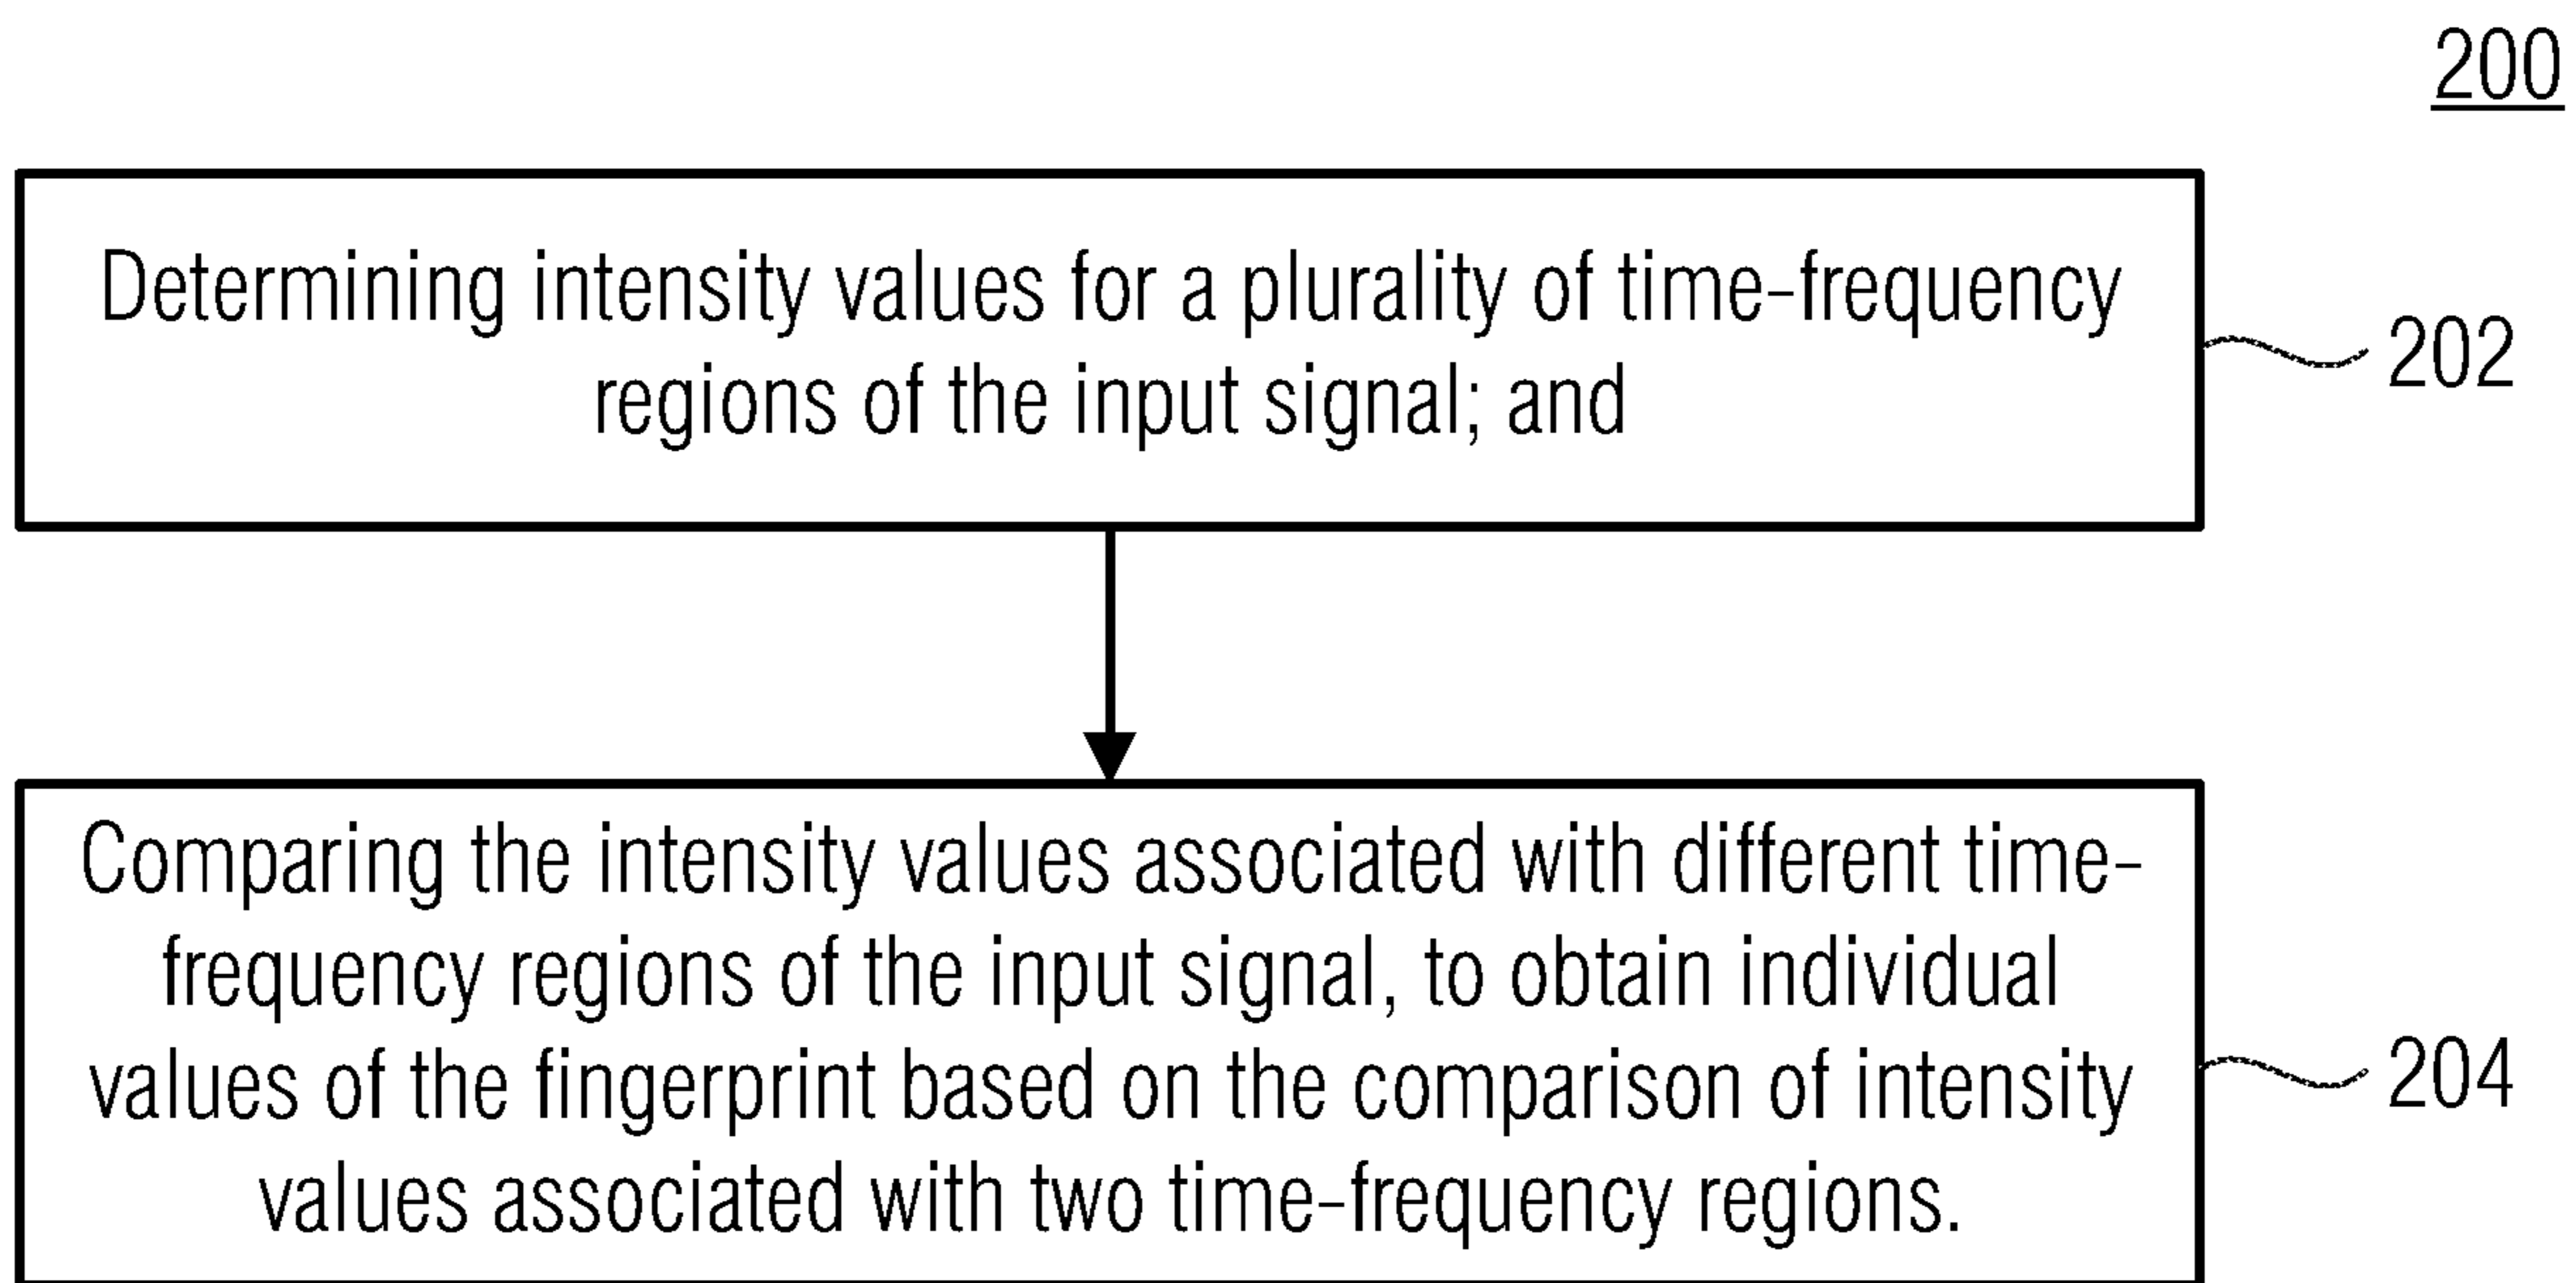 200
Determining intensity values for a plurality of time-frequency
regions of the input signal; and
202
Comparing the intensity values associated with different time-
frequency regions of the input signal, to obtain individual
values of the fingerprint based on the comparison of intensity
values associated with two time-frequency regions.
204